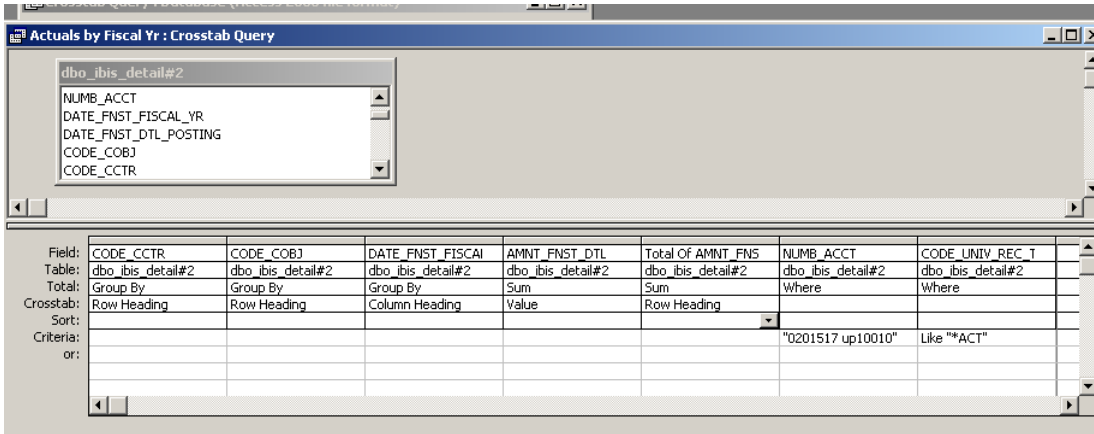 Actuals by Fiscal Yr : Crosstab Query
dbo_ibis_detail#2
NUMB_ACCT
DATE_FNST_FISCAL_YR
DATE_FNST_DTL_POSTING
CODE_COBJ
CODE_CCTR
Field: CODE_CCTR CODE_COBJ DATE_FNST_FISCAI AMNT_FNST_DTL Total Of AMNT_FNS NUMB_ACCT CODE_UNIV_REC_T
Table: dbo_ibis_detail#2 dbo_ibis_detail#2 dbo_ibis_detail#2 dbo_ibis_detail#2 dbo_ibis_detail#2 dbo_ibis_detail#2 dbo_ibis_detail#2
Total: Group By Group By Group By Sum Sum Where Where
Crosstab: Row Heading Row Heading Column Heading Value Row Heading
Sort:
Criteria: "0201517 up10010" Like "*ACT"
or: